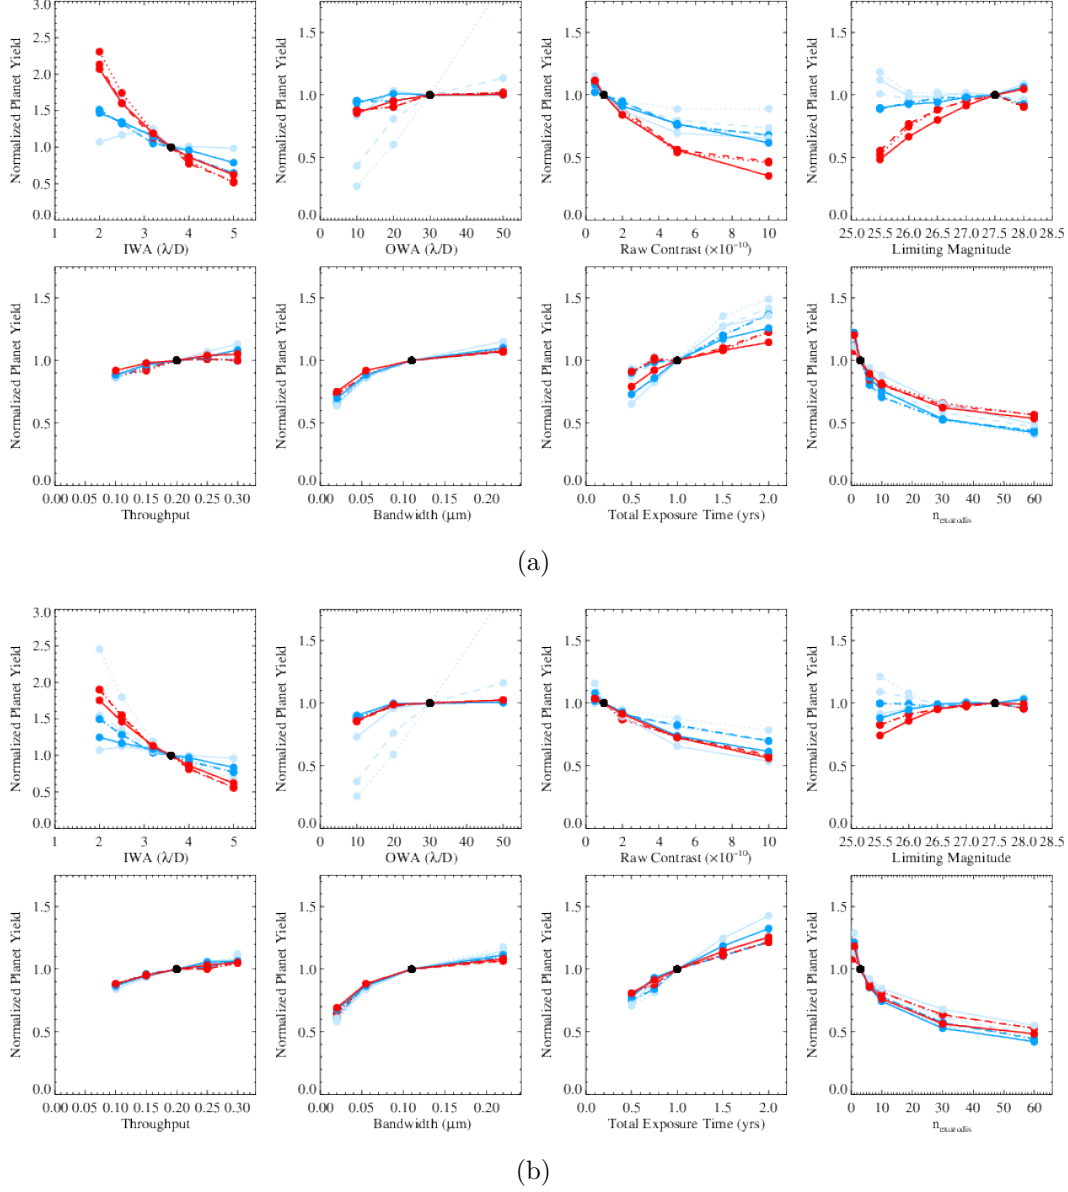 Normalized Planet Yield
3.0
2.5
2.0
1.5
1.0
0.5
0.0
1 2 3 4 5
IWA (λ/D)
Normalized Planet Yield
1.5
1.0
0.5
0.0
0 10 20 30 40 50
OWA (λ/D)
Normalized Planet Yield
1.5
1.0
0.5
0.0
0 2 4 6 8 10
Raw Contrast (×10⁻¹⁰)
Normalized Planet Yield
1.5
1.0
0.5
0.0
25.0 25.5 26.0 26.5 27.0 27.5 28.0 28.5
Limiting Magnitude
Normalized Planet Yield
1.5
1.0
0.5
0.0
0.00 0.05 0.10 0.15 0.20 0.25 0.30
Throughput
Normalized Planet Yield
1.5
1.0
0.5
0.0
0.00 0.05 0.10 0.15 0.20
Bandwidth (μm)
Normalized Planet Yield
1.5
1.0
0.5
0.0
0.0 0.5 1.0 1.5 2.0
Total Exposure Time (yrs)
Normalized Planet Yield
1.5
1.0
0.5
0.0
0 10 20 30 40 50 60
(a)
Normalized Planet Yield
3.0
2.5
2.0
1.5
1.0
0.5
0.0
1 2 3 4 5
IWA (λ/D)
Normalized Planet Yield
1.5
1.0
0.5
0.0
0 10 20 30 40 50
OWA (λ/D)
Normalized Planet Yield
1.5
1.0
0.5
0.0
0 2 4 6 8 10
Raw Contrast (×10⁻¹⁰)
Normalized Planet Yield
1.5
1.0
0.5
0.0
25.0 25.5 26.0 26.5 27.0 27.5 28.0 28.5
Limiting Magnitude
Normalized Planet Yield
1.5
1.0
0.5
0.0
0.00 0.05 0.10 0.15 0.20 0.25 0.30
Throughput
Normalized Planet Yield
1.5
1.0
0.5
0.0
0.00 0.05 0.10 0.15 0.20
Bandwidth (μm)
Normalized Planet Yield
1.5
1.0
0.5
0.0
0.0 0.5 1.0 1.5 2.0
Total Exposure Time (yrs)
Normalized Planet Yield
1.5
1.0
0.5
0.0
0 10 20 30 40 50 60
(b)